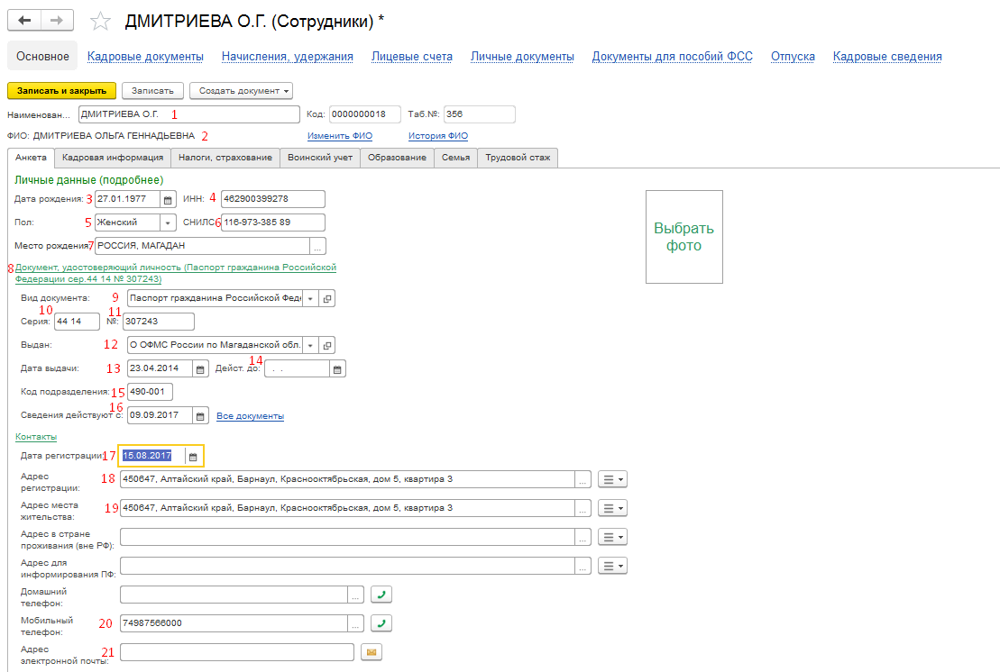 ДМИТРИЕВА О.Г. (Сотрудники) *
Основное Кадровые документы Начисления, удержания Лицевые счета Личные документы Документы для пособий ФСС Отпуска Кадровые сведения
Записать и закрыть Записать Создать документ
Наименован... ДМИТРИЕВА О.Г. 1 Код: 0000000018 Таб.№: 356
ФИО: ДМИТРИЕВА ОЛЬГА ГЕННАДЬЕВНА 2 Изменить ФИО История ФИО
Анкета Кадровая информация Налоги, страхование Воинский учет Образование Семья Трудовой стаж
Личные данные (подробнее)
Дата рождения: 3 27.01.1977 ИНН: 4 462900399278
Пол: 5 Женский СНИЛС 6 116-973-385 89
Место рождения: 7 РОССИЯ, МАГАДАН ...
Выбрать
фото
8 Документ, удостоверяющий личность (Паспорт гражданина Российской
Федерации сер.44 14 № 307243)
Вид документа: 9 Паспорт гражданина Российской Феде
10 11
Серия: 44 14 №: 307243
Выдан: 12 О ОФМС России по Магаданской обл.
Дата выдачи: 13 23.04.2014 Дейст. до: 14 . .
Код подразделения: 15 490-001
Сведения действуют с: 16 09.09.2017 Все документы
Контакты
Дата регистрации: 17 15.08.2017
Адрес
регистрации: 18 450647, Алтайский край, Барнаул, Краснооктябрьская, дом 5, квартира 3 ...
Адрес места
жительства: 19 450647, Алтайский край, Барнаул, Краснооктябрьская, дом 5, квартира 3 ...
Адрес в стране
проживания (вне РФ): ...
Адрес для
информирования ПФ: ...
Домашний
телефон: ...
Мобильный
телефон: 20 74987566000 ...
Адрес
электронной почты: 21